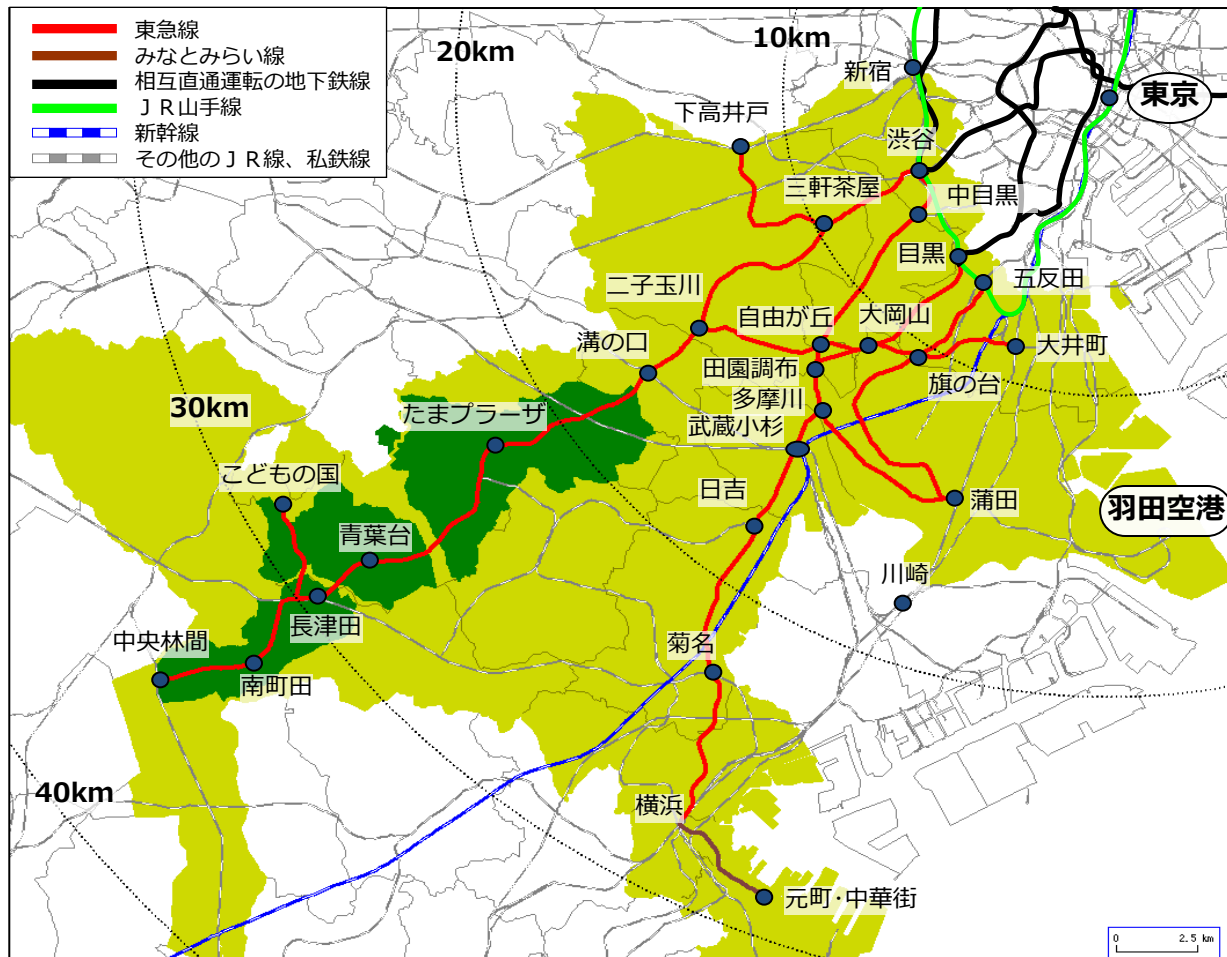 東急線
みなとみらい線
相互直通運転の地下鉄線
ＪＲ山手線
新幹線
その他のＪＲ線、私鉄線
20km
10km
新宿
東京
下高井戸
渋谷
三軒茶屋
中目黒
目黒
五反田
二子玉川
自由が丘
大岡山
溝の口
大井町
田園調布
旗の台
30km
たまプラーザ
多摩川
武蔵小杉
こどもの国
日吉
蒲田
羽田空港
青葉台
川崎
長津田
中央林間
菊名
南町田
40km
横浜
元町・中華街
0 2.5 km